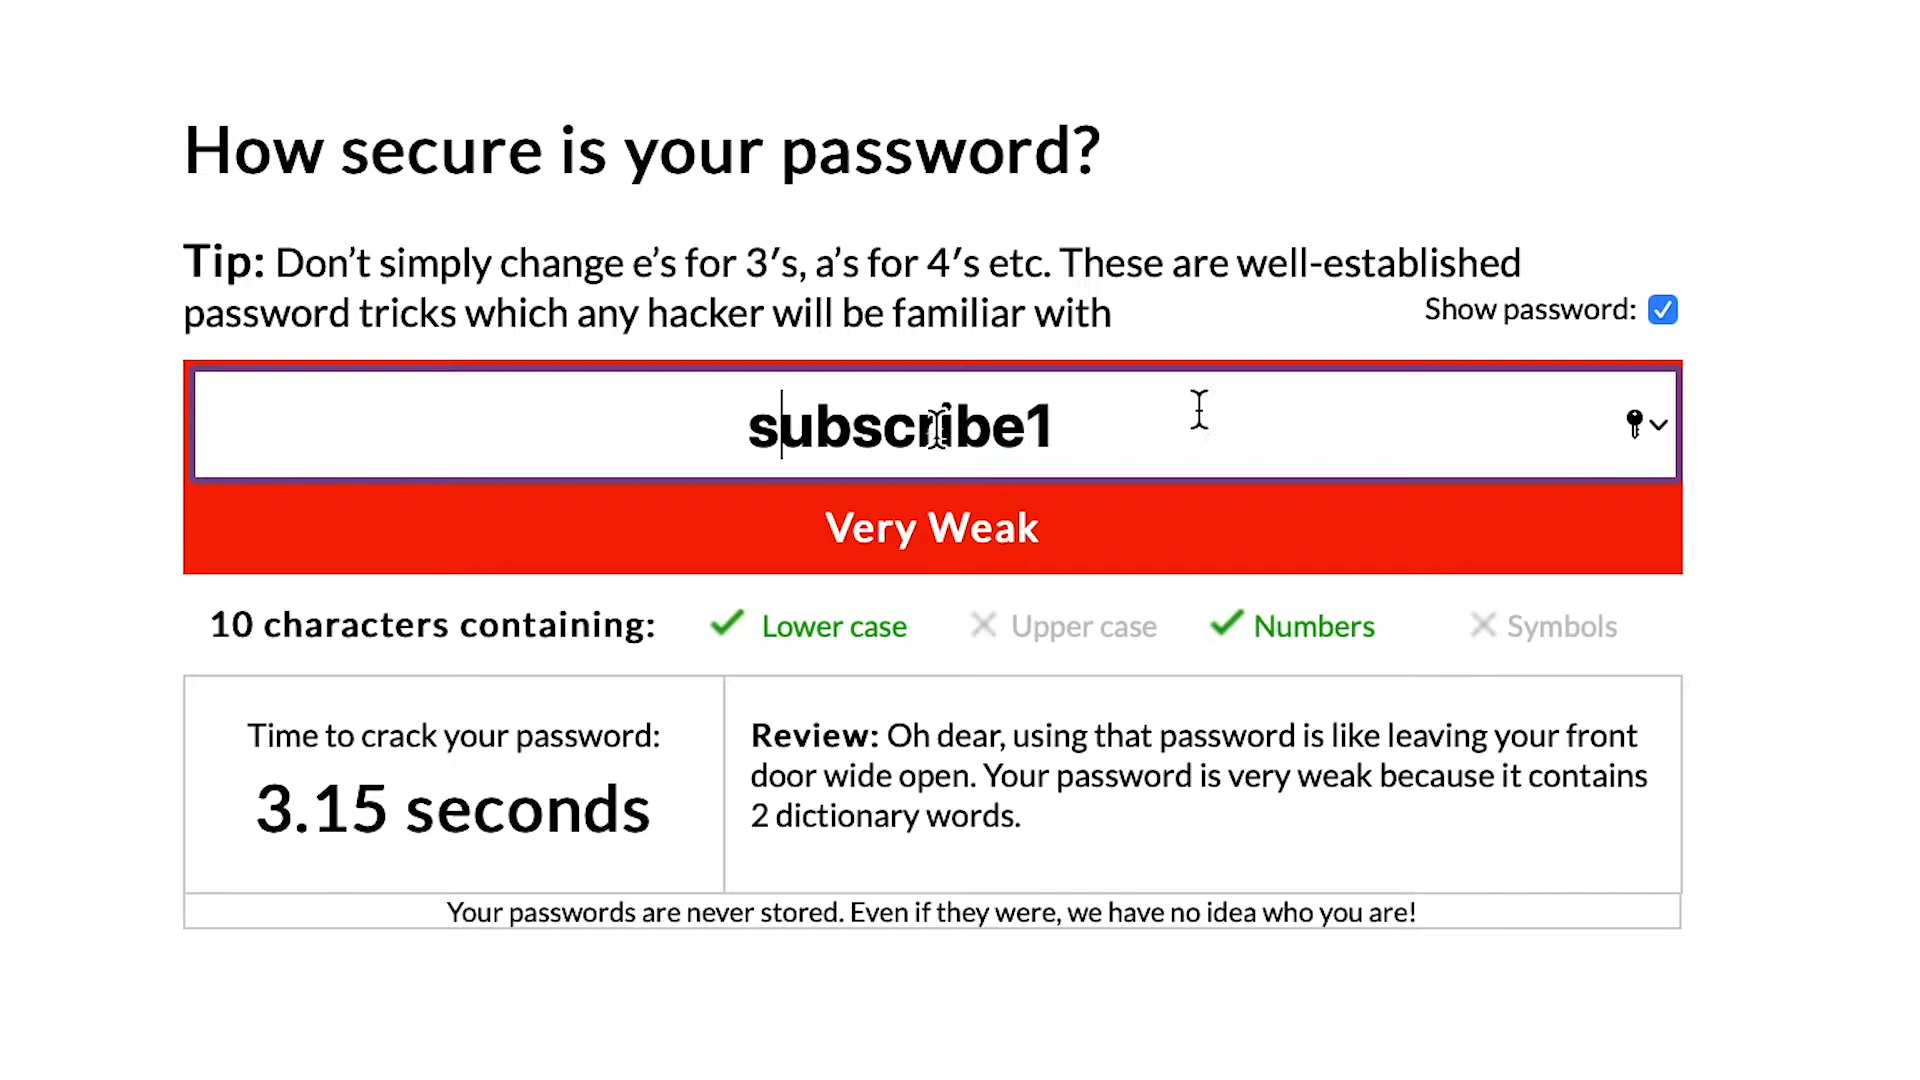 How secure is your password?
Tip: Don’t simply change e’s for 3′s, a’s for 4′s etc. These are well-established
password tricks which any hacker will be familiar with
Show password:
subscribe1
Very Weak
10 characters containing: Lower case Upper case Numbers Symbols
Time to crack your password:
3.15 seconds
Review: Oh dear, using that password is like leaving your front
door wide open. Your password is very weak because it contains
2 dictionary words.
Your passwords are never stored. Even if they were, we have no idea who you are!